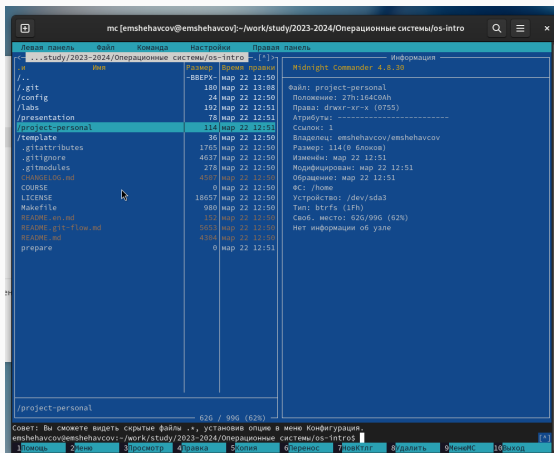 mc [emshehavcov@emshehavcov]:~/work/study/2023-2024/Операционные системы/os-intro
Левая панель Файл Команда Настройки Правая панель
...study/2023-2024/Операционные системы/os-intro .[^]>
.и Имя Размер Время правки
/.. -ВВЕРХ- мар 22 12:50
/.git 180 мар 22 13:08
/config 24 мар 22 12:50
/labs 192 мар 22 12:51
/presentation 78 мар 22 12:51
/project-personal 114 мар 22 12:51
/template 36 мар 22 12:50
.gitattributes 1765 мар 22 12:50
.gitignore 4637 мар 22 12:50
.gitmodules 278 мар 22 12:50
CHANGELOG.md 4587 мар 22 12:50
COURSE 0 мар 22 12:51
LICENSE 18657 мар 22 12:50
Makefile 980 мар 22 12:50
README.en.md 152 мар 22 12:50
README.git-flow.md 5653 мар 22 12:50
README.md 4304 мар 22 12:50
prepare 0 мар 22 12:51
/project-personal
62G / 99G (62%)
Информация
Midnight Commander 4.8.30
Файл: project-personal
Положение: 27h:164C0Ah
Права: drwxr-xr-x (0755)
Атрибуты: ----------------------
Ссылок: 1
Владелец: emshehavcov/emshehavcov
Размер: 114(0 блоков)
Изменён: мар 22 12:51
Модифицирован: мар 22 12:51
Обращение: мар 22 12:51
ФС: /home
Устройство: /dev/sda3
Тип: btrfs (1Fh)
Своб. место: 62G/99G (62%)
Нет информации об узле
Совет: Вы сможете видеть скрытые файлы .*, установив опцию в меню Конфигурация.
emshehavcov@emshehavcov:~/work/study/2023-2024/Операционные системы/os-intro$ [^]
1Помощь 2Меню 3Просмотр 4Правка 5Копия 6Перенос 7НовКтлг 8Удалить 9МенюMC 10Выход